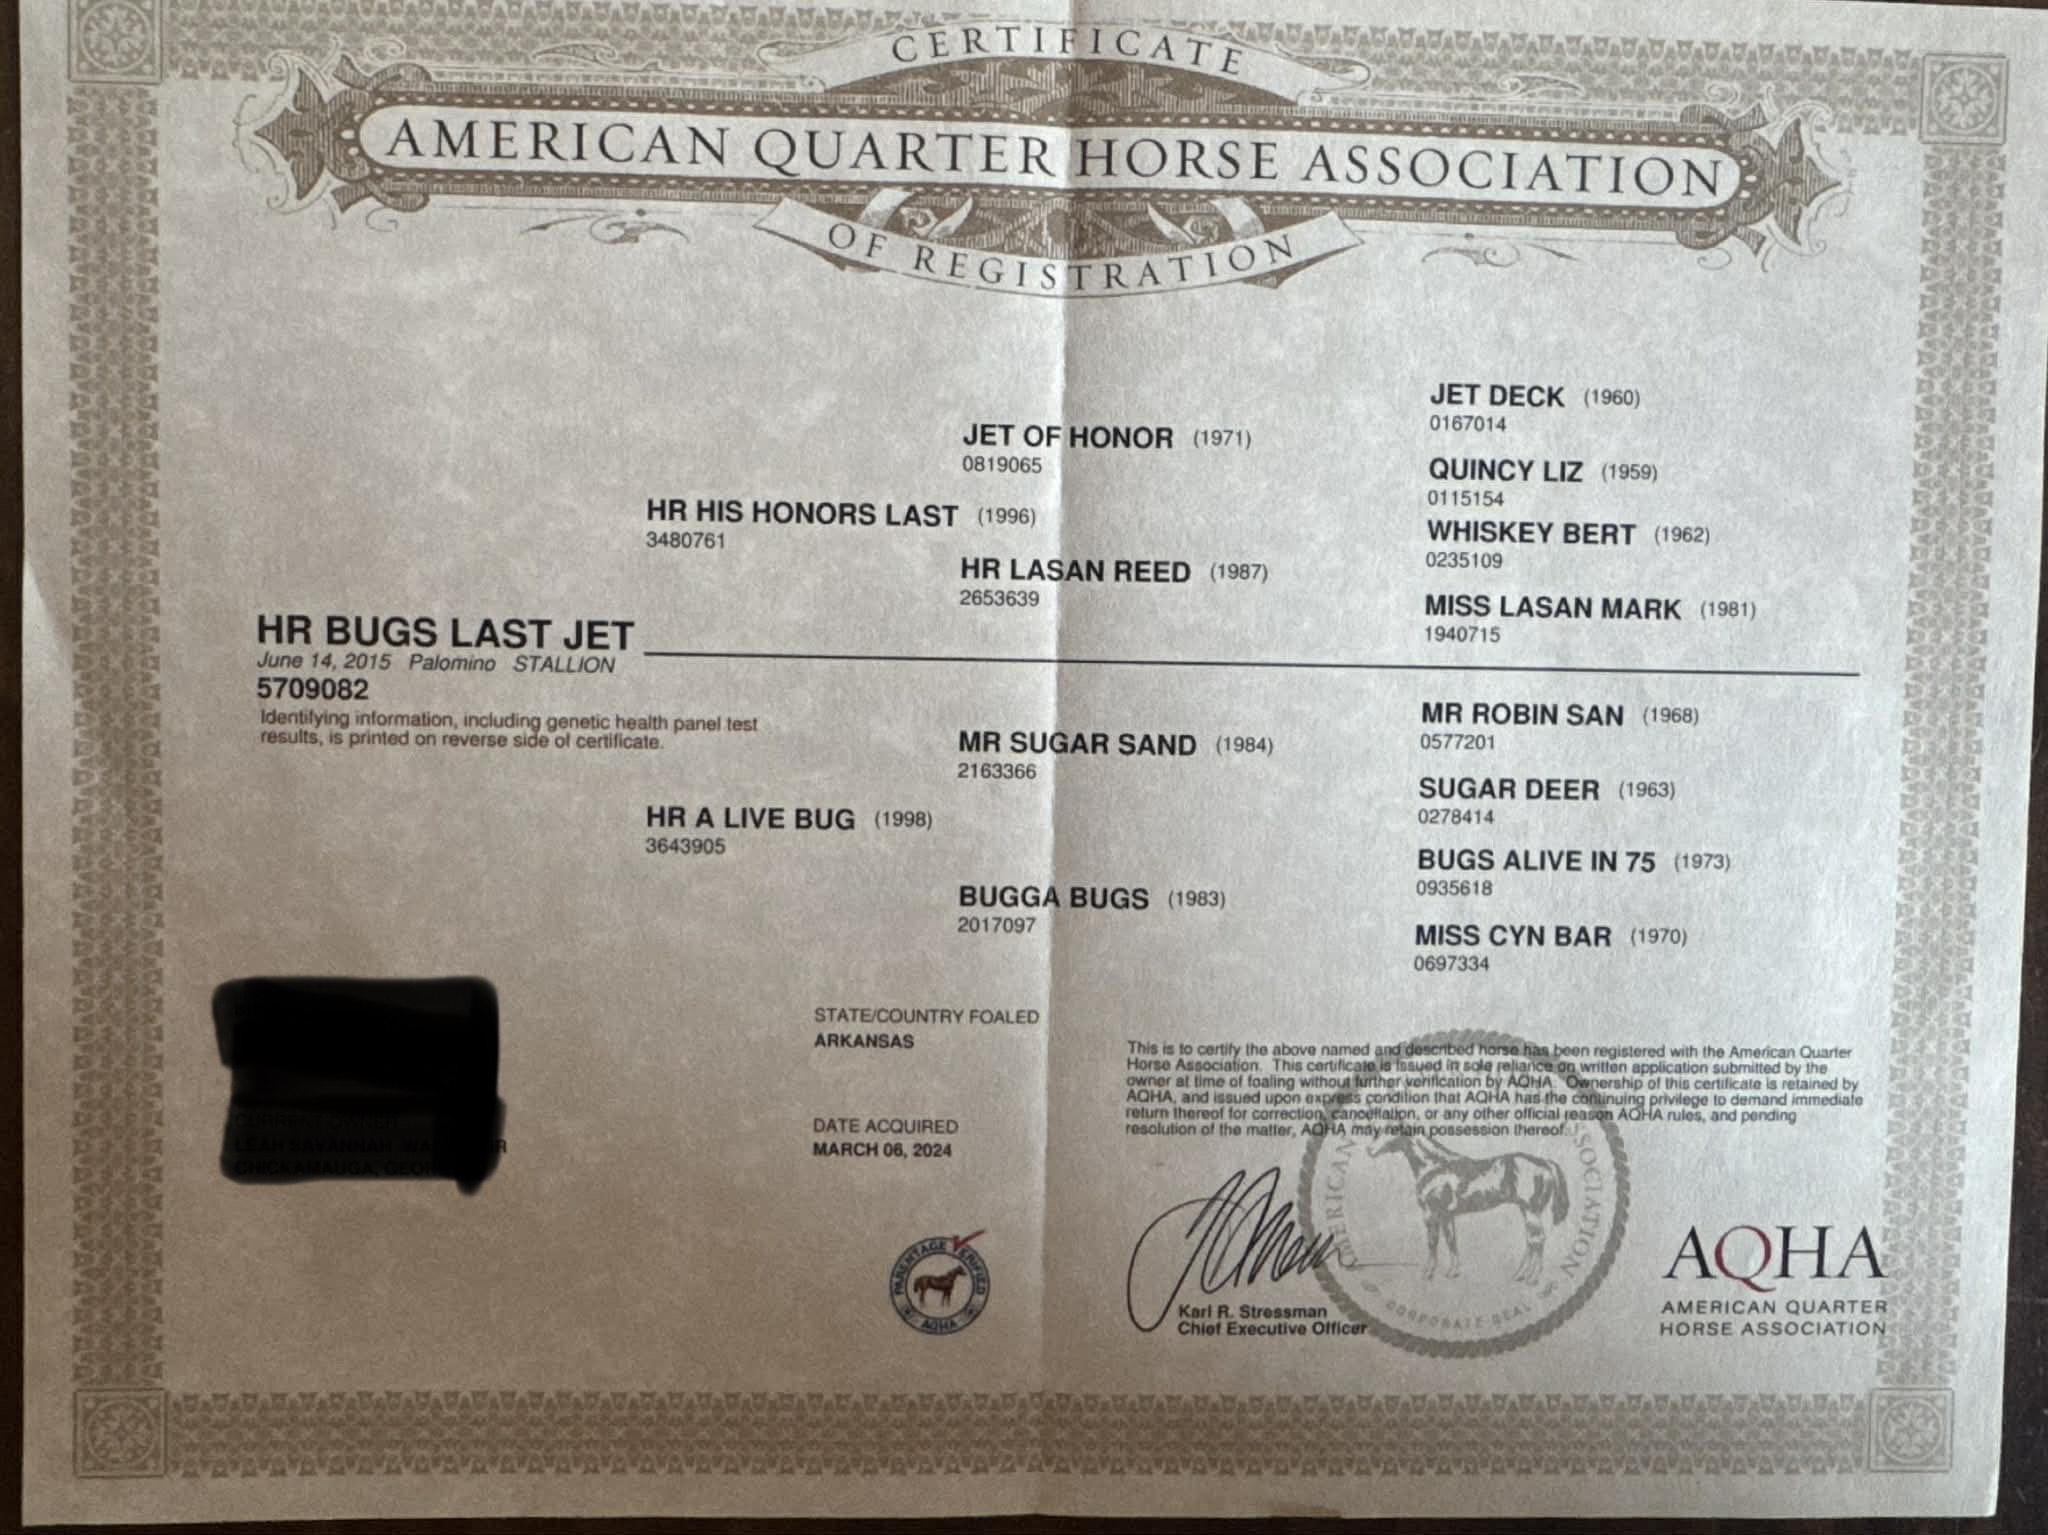 CERTIFICATE
AMERICAN QUARTER HORSE ASSOCIATION
OF REGISTRATION
JET DECK (1960)
0167014
JET OF HONOR (1971)
0819065
QUINCY LIZ (1959)
0115154
HR HIS HONORS LAST (1996)
3480761
WHISKEY BERT (1962)
0235109
HR LASAN REED (1987)
2653639
MISS LASAN MARK (1981)
1940715
HR BUGS LAST JET
June 14, 2015 Palomino STALLION
5709082
Identifying information, including genetic health panel test
results, is printed on reverse side of certificate.
MR ROBIN SAN (1968)
0577201
MR SUGAR SAND (1984)
2163366
SUGAR DEER (1963)
0278414
HR A LIVE BUG (1998)
3643905
BUGS ALIVE IN 75 (1973)
0935618
BUGGA BUGS (1983)
2017097
MISS CYN BAR (1970)
0697334
STATE/COUNTRY FOALED
ARKANSAS
CURRENT OWNER
DATE ACQUIRED
MARCH 06, 2024
This is to certify the above named and described horse has been registered with the American Quarter
Horse Association. This certificate is issued in sole reliance on written application submitted by the
owner at time of foaling without further verification by AQHA. Ownership of this certificate is retained by
AQHA, and issued upon express condition that AQHA has the continuing privilege to demand immediate
return thereof for correction, cancellation, or any other official reason AQHA rules, and pending
resolution of the matter, AQHA may retain possession thereof.
PARENTAGE VERIFIED
AQHA
Karl R. Stressman
Chief Executive Officer
AMERICAN
ASSOCIATION
CORPORATE SEAL
AQHA
AMERICAN QUARTER
HORSE ASSOCIATION